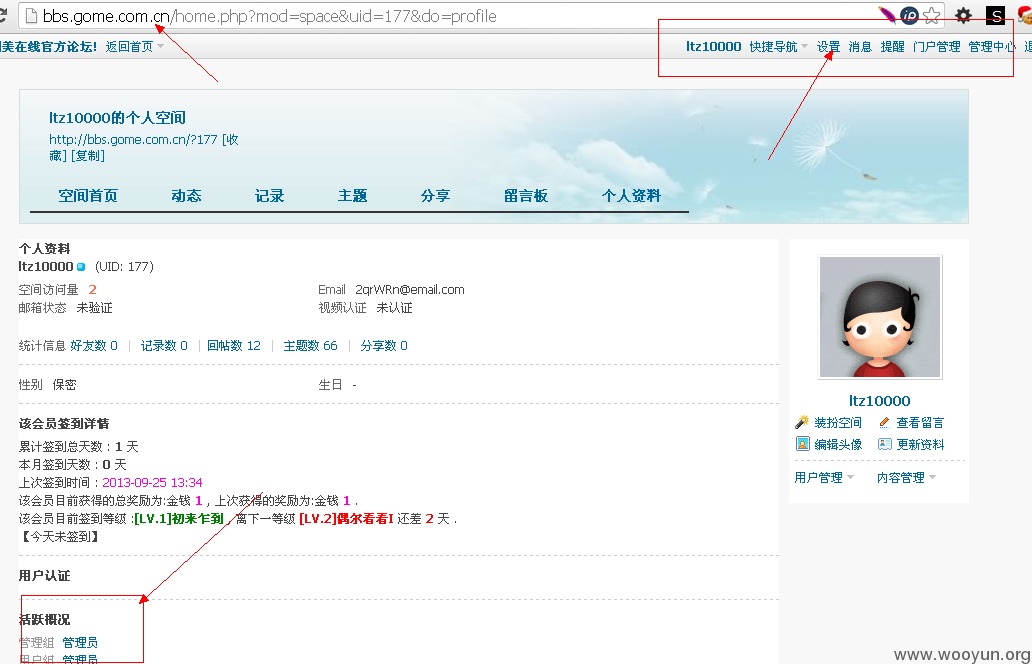 bbs.gome.com.cn/home.php?mod=space&uid=177&do=profile
美在线官方论坛! 返回首页
ltz10000 快捷导航 设置 消息 提醒 门户管理 管理中心
ltz10000的个人空间
http://bbs.gome.com.cn/?177 [收
藏] [复制]
空间首页 动态 记录 主题 分享 留言板 个人资料
个人资料
ltz10000 (UID: 177)
空间访问量 2 Email 2qrWRn@email.com
邮箱状态 未验证 视频认证 未认证
统计信息 好友数 0 | 记录数 0 | 回帖数 12 | 主题数 66 | 分享数 0
性别 保密 生日 -
该会员签到详情
累计签到总天数 : 1 天
本月签到天数 : 0 天
上次签到时间 : 2013-09-25 13:34
该会员目前获得的总奖励为:金钱 1 , 上次获得的奖励为:金钱 1 .
该会员目前签到等级 :[LV.1]初来乍到 , 离下一等级 [LV.2]偶尔看看I 还差 2 天 .
【今天未签到】
用户认证
活跃概况
管理组 管理员
用户组 管理员
ltz10000
装扮空间 查看留言
编辑头像 更新资料
用户管理 内容管理
www.wooyun.org